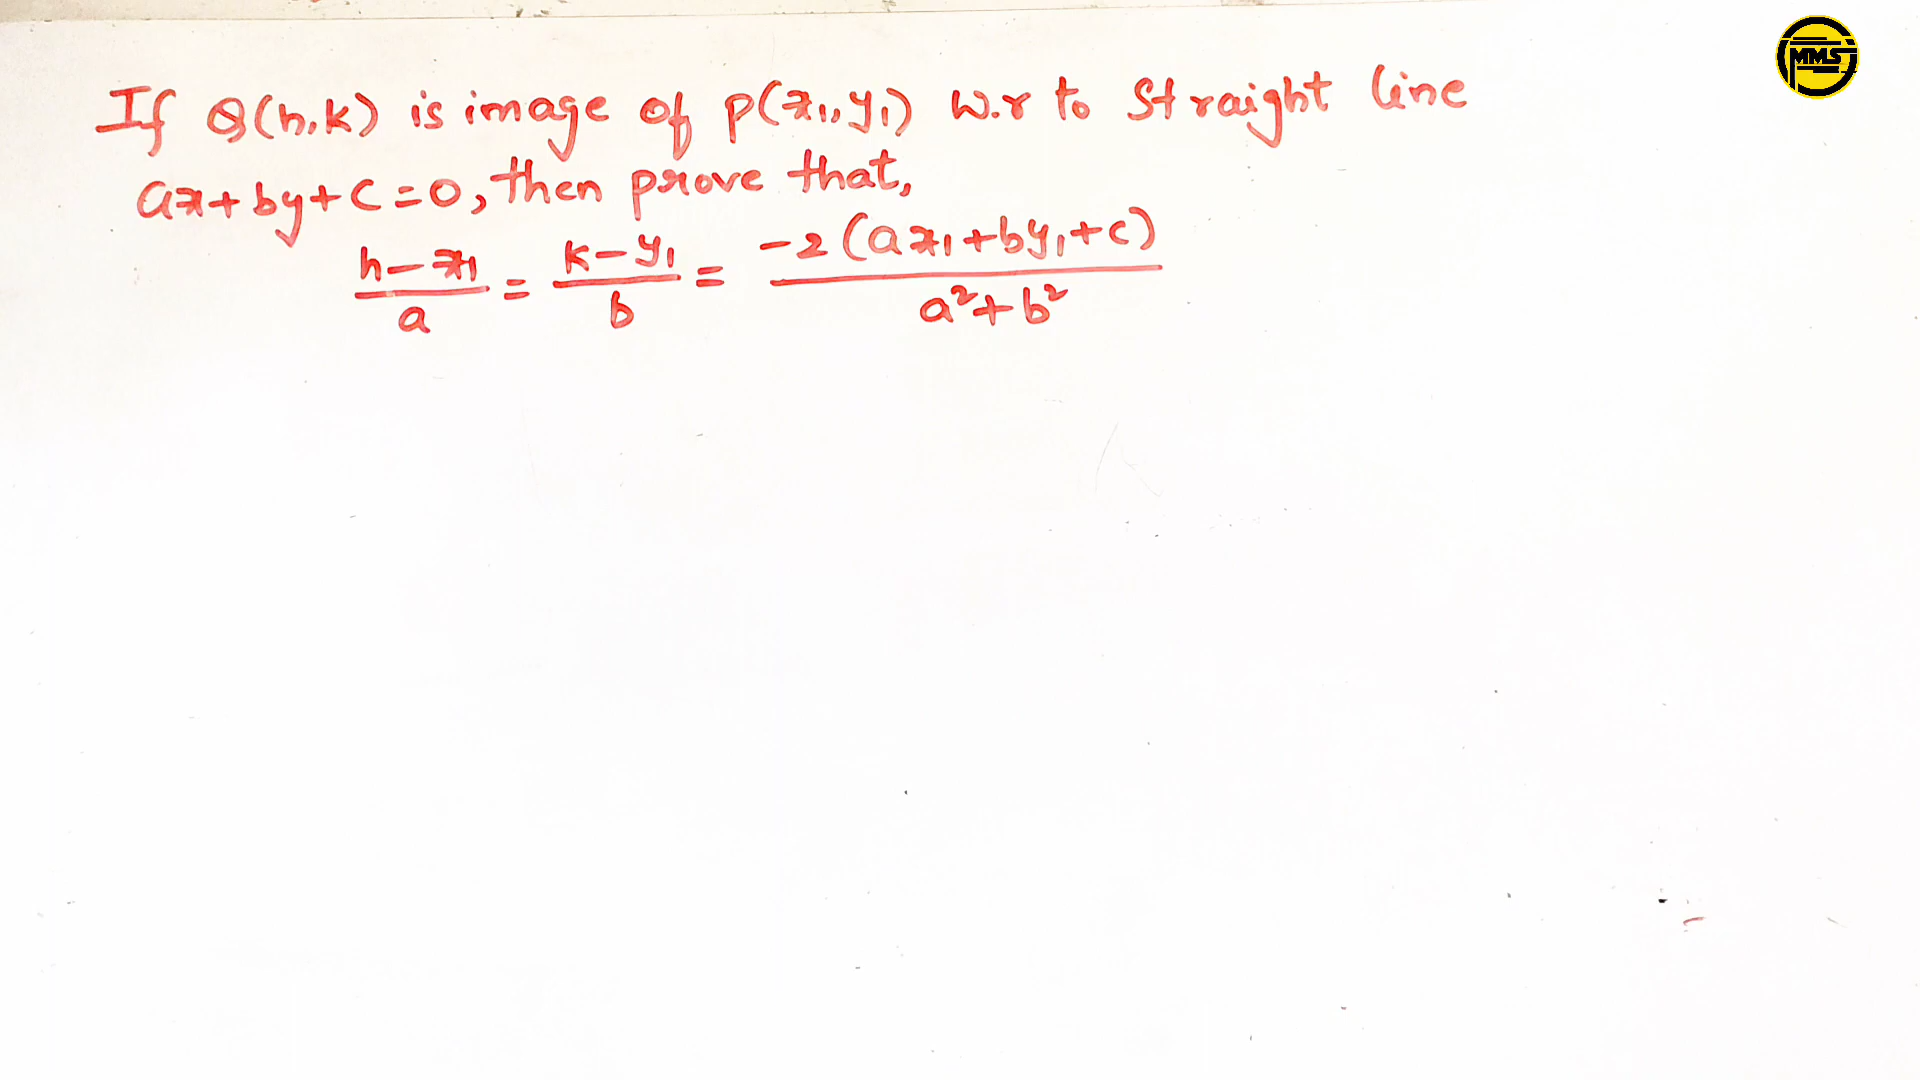 If Q(h,k) is image of P(x₁,y₁) w.r to straight line
ax+by+c=0, then prove that,
(h-x₁)/a = (k-y₁)/b = -2(ax₁+by₁+c)/(a²+b²)
MMS